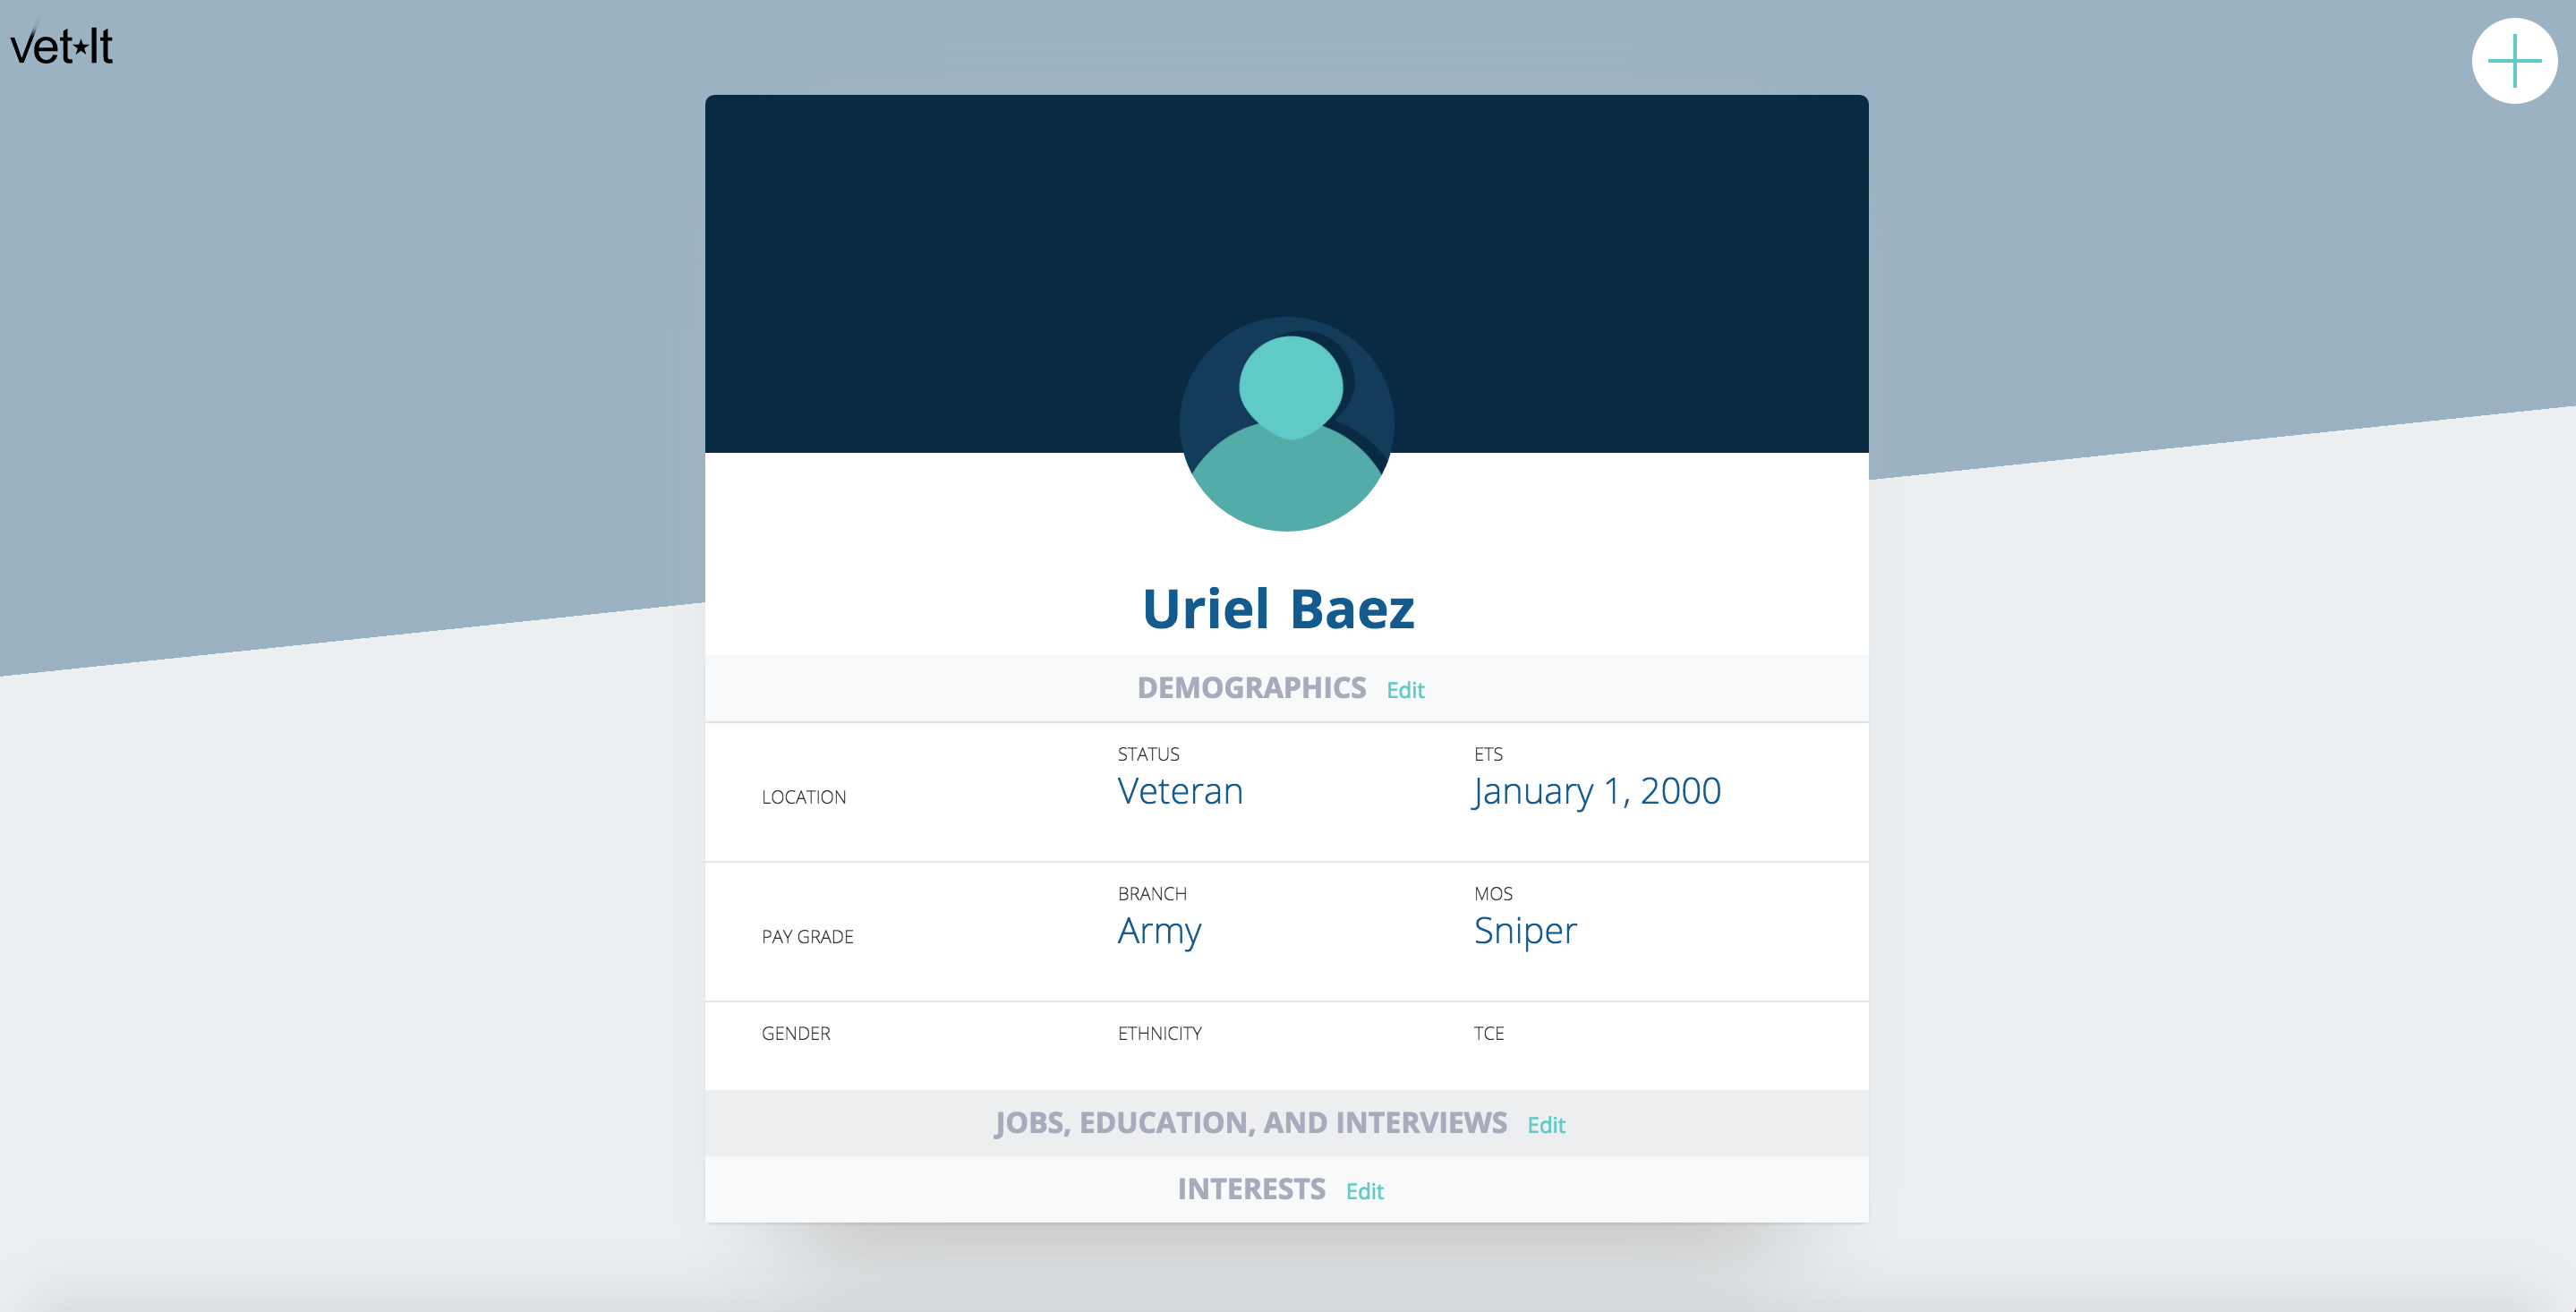 vet★It
Uriel Baez
DEMOGRAPHICS Edit
LOCATION
STATUS
Veteran
ETS
January 1, 2000
PAY GRADE
BRANCH
Army
MOS
Sniper
GENDER
ETHNICITY
TCE
JOBS, EDUCATION, AND INTERVIEWS Edit
INTERESTS Edit